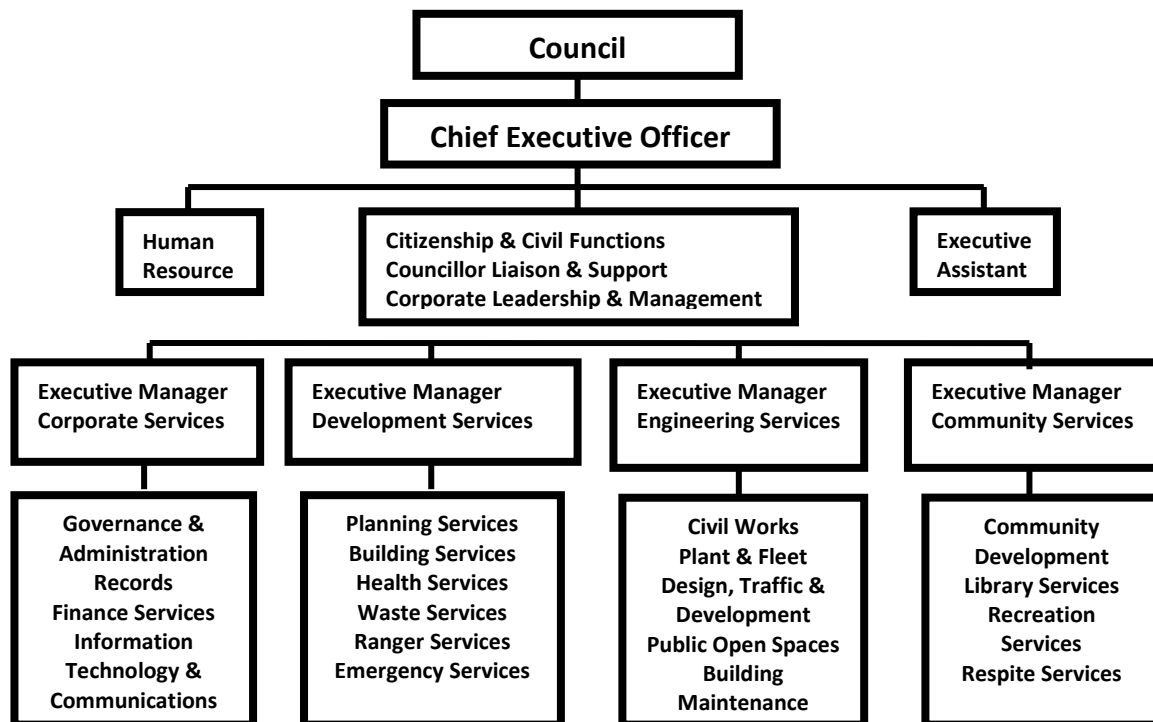 Council
Chief Executive Officer
Human
Resource
Citizenship & Civil Functions
Councillor Liaison & Support
Corporate Leadership & Management
Executive
Assistant
Executive Manager
Corporate Services
Executive Manager
Development Services
Executive Manager
Engineering Services
Executive Manager
Community Services
Governance &
Administration
Records
Finance Services
Information
Technology &
Communications
Planning Services
Building Services
Health Services
Waste Services
Ranger Services
Emergency Services
Civil Works
Plant & Fleet
Design, Traffic &
Development
Public Open Spaces
Building
Maintenance
Community
Development
Library Services
Recreation
Services
Respite Services